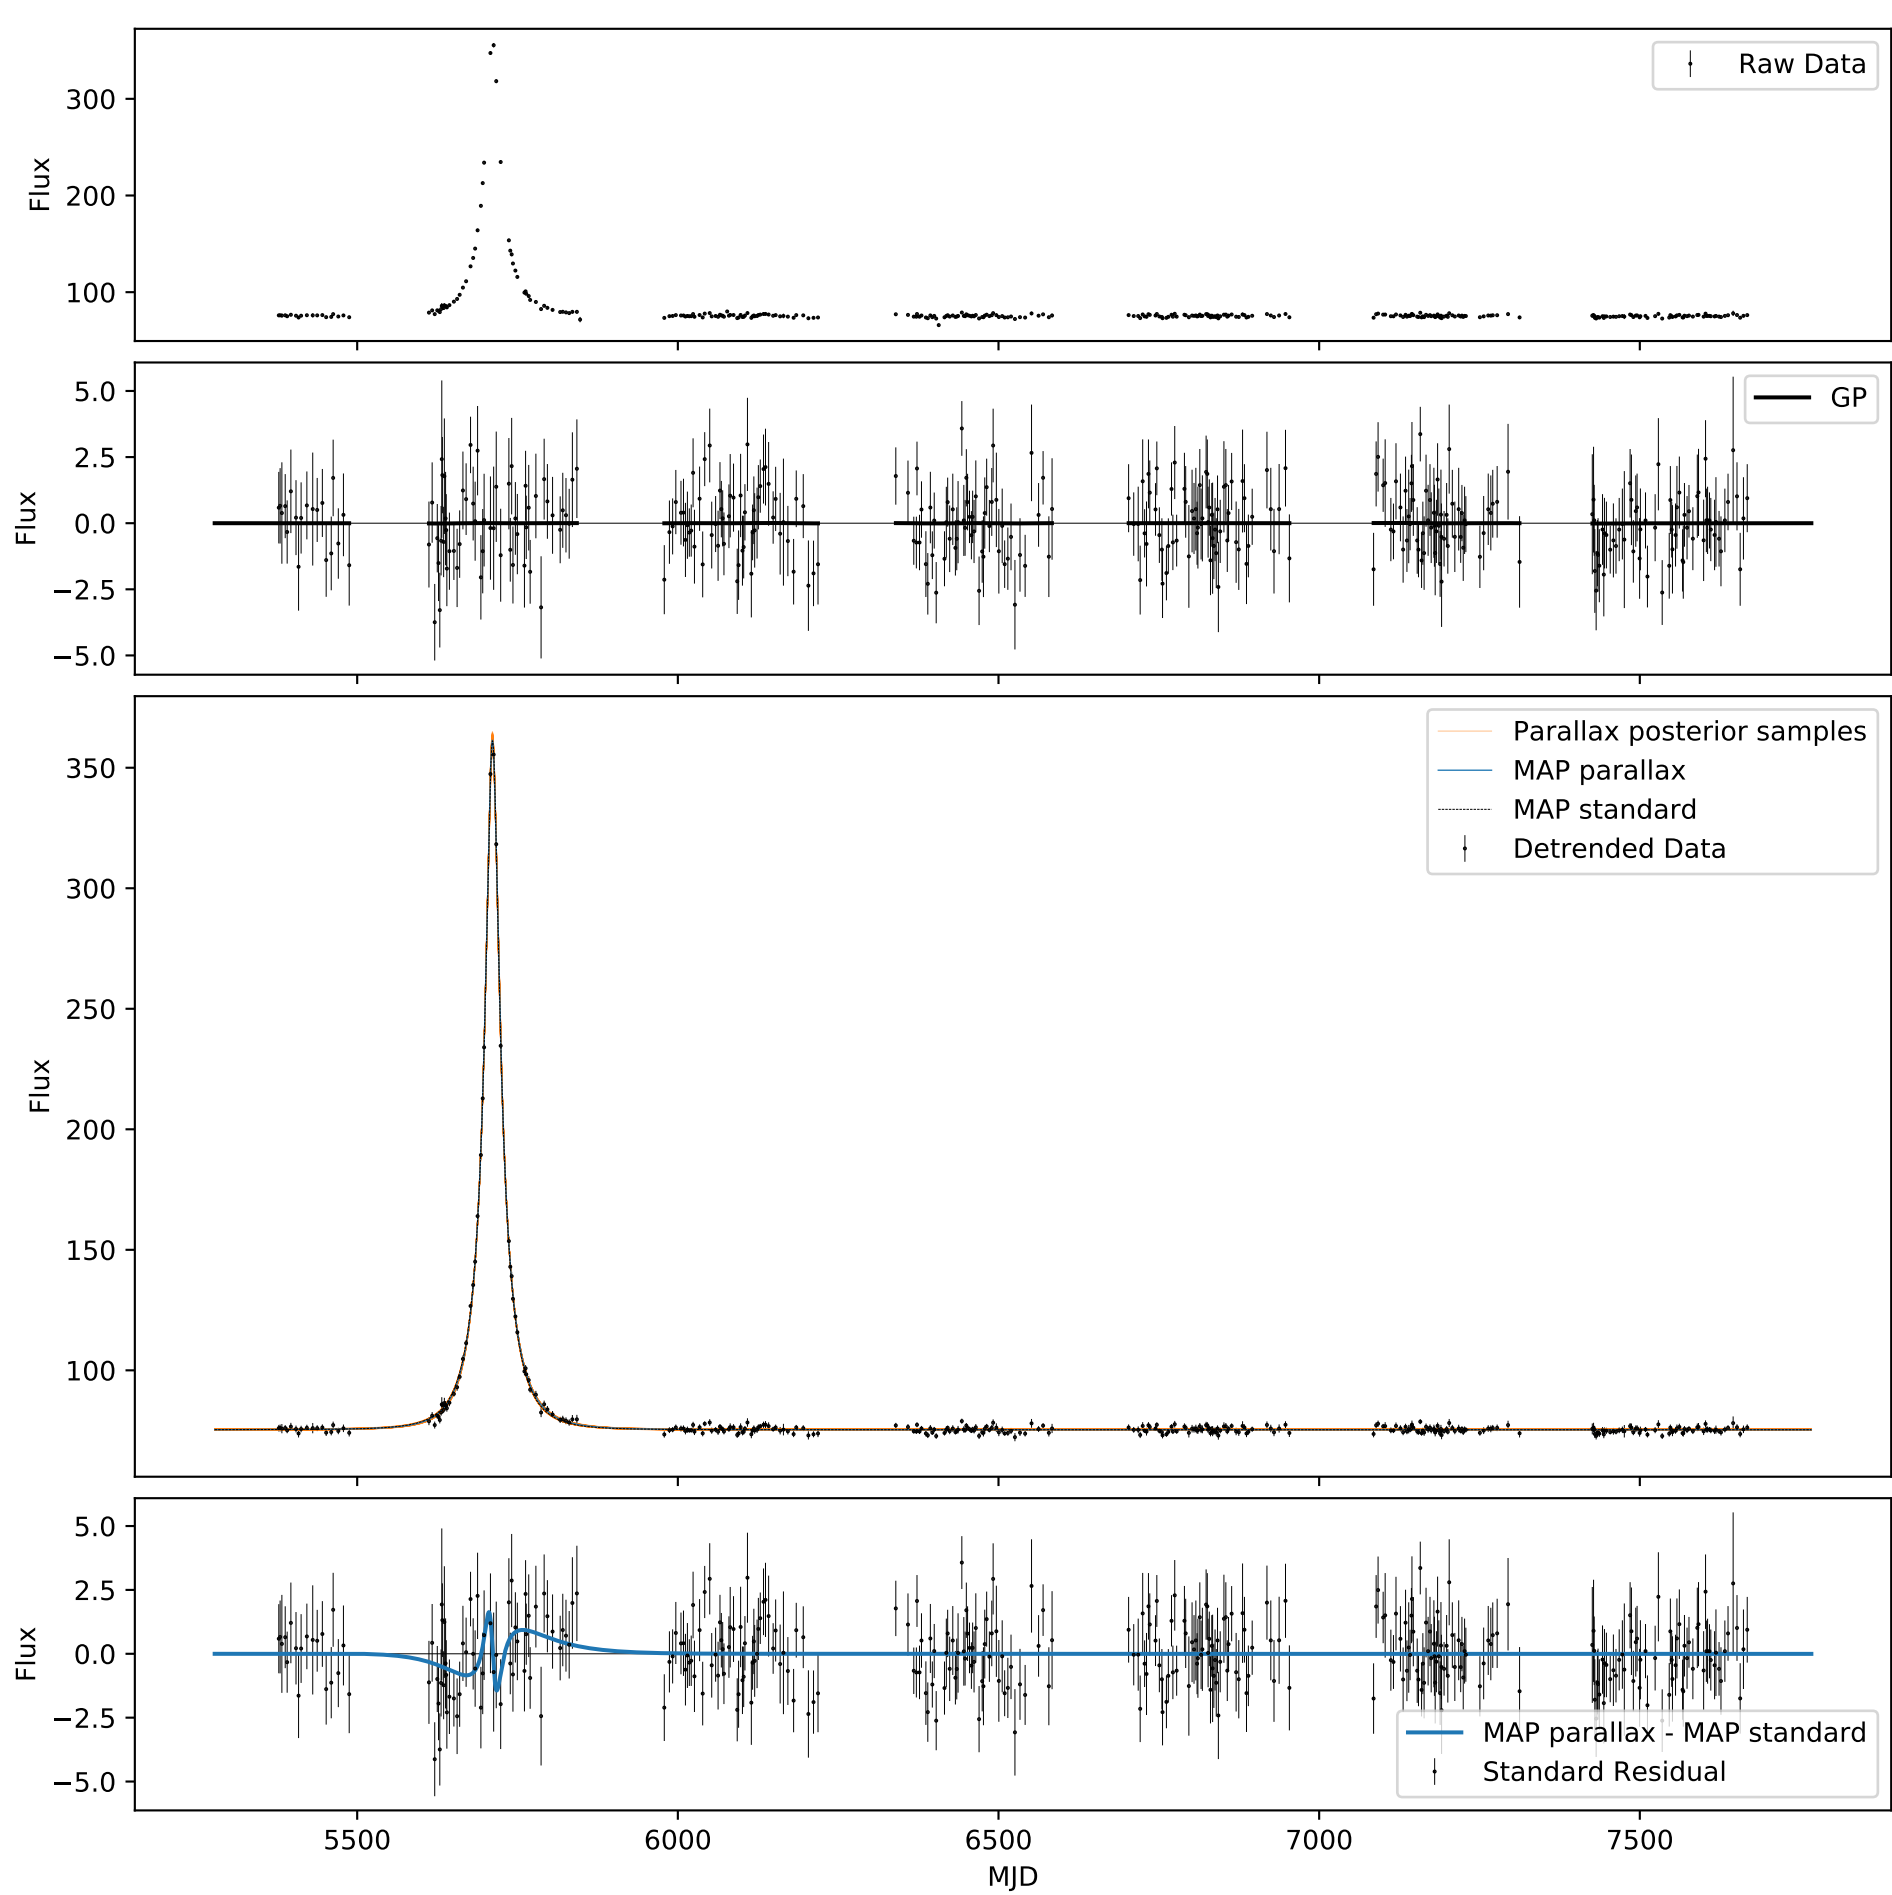 Flux
300
200
100
Raw Data
Flux
5.0
2.5
0.0
−2.5
−5.0
GP
Flux
350
300
250
200
150
100
Parallax posterior samples
MAP parallax
MAP standard
Detrended Data
Flux
5.0
2.5
0.0
−2.5
−5.0
MAP parallax - MAP standard
Standard Residual
5500 6000 6500 7000 7500
MJD